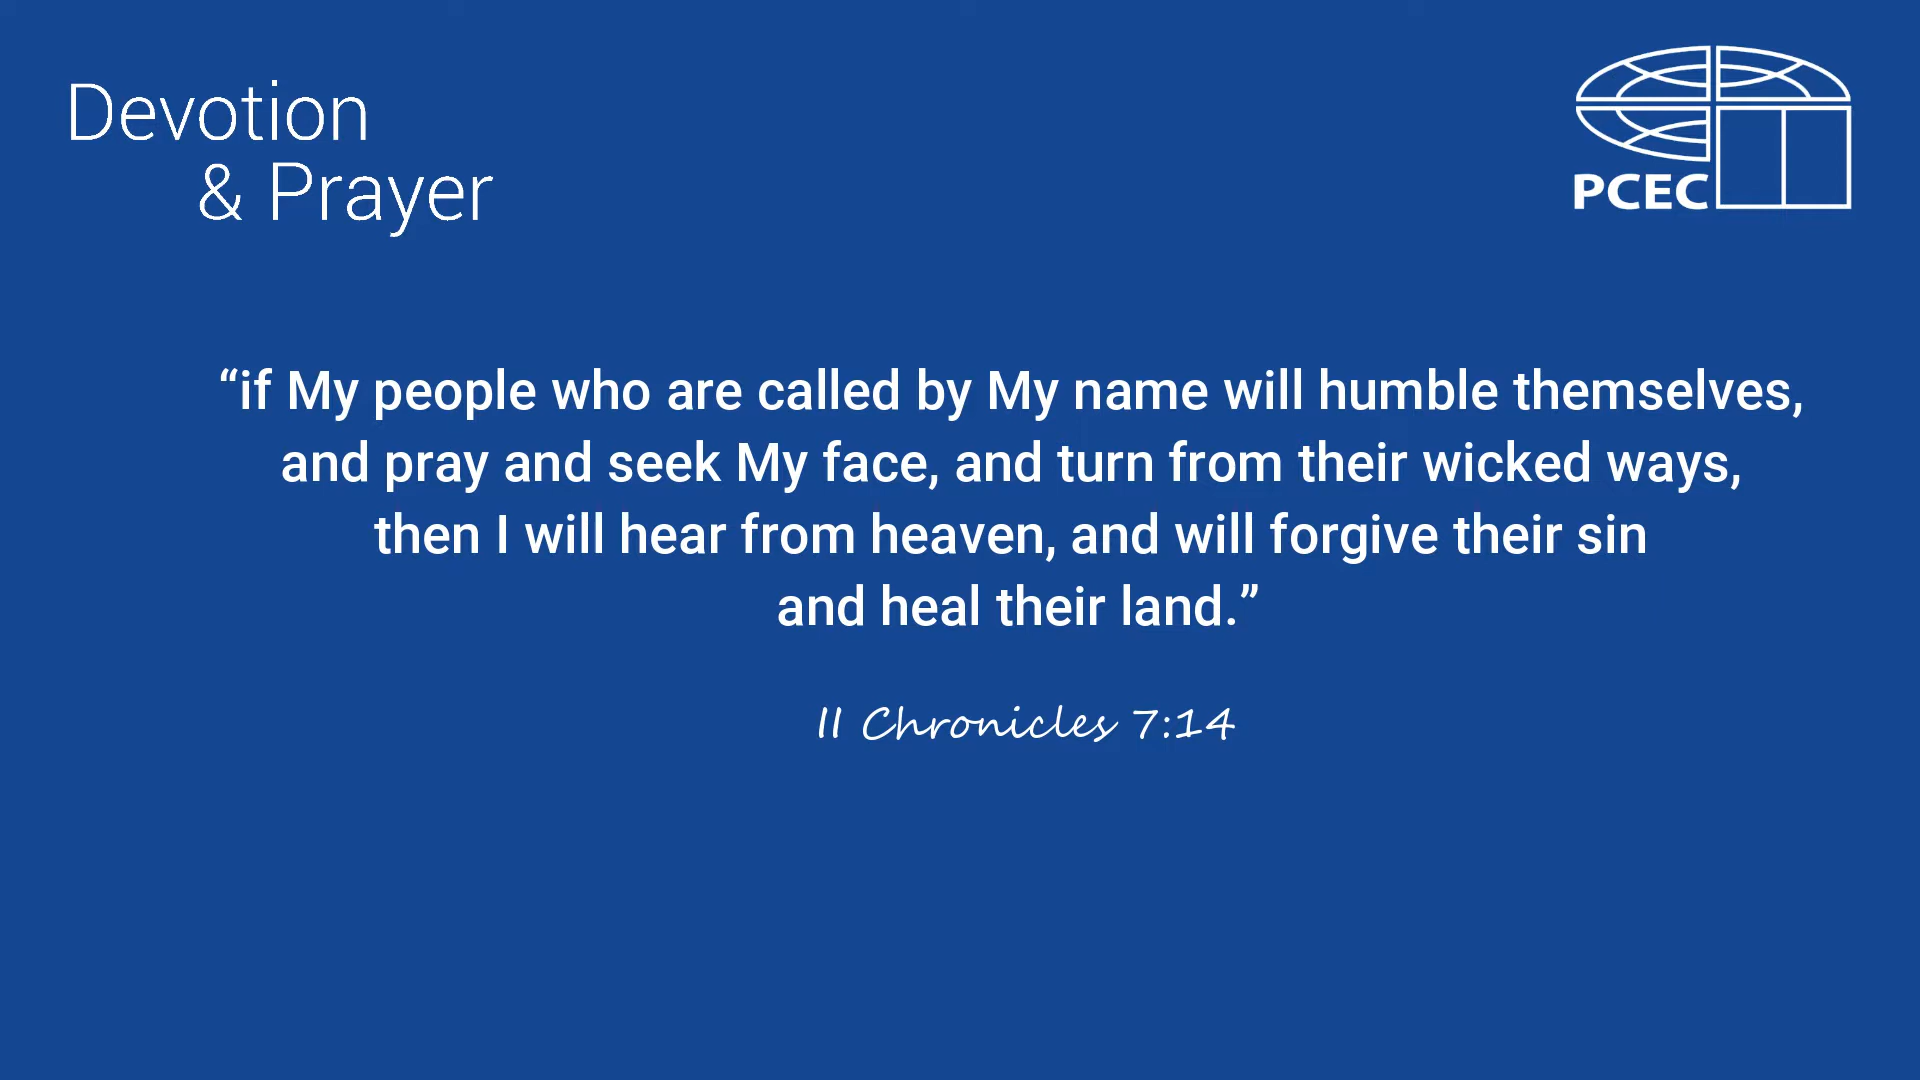 Devotion
& Prayer
PCEC
“if My people who are called by My name will humble themselves,
and pray and seek My face, and turn from their wicked ways,
then I will hear from heaven, and will forgive their sin
and heal their land.”
II Chronicles 7:14